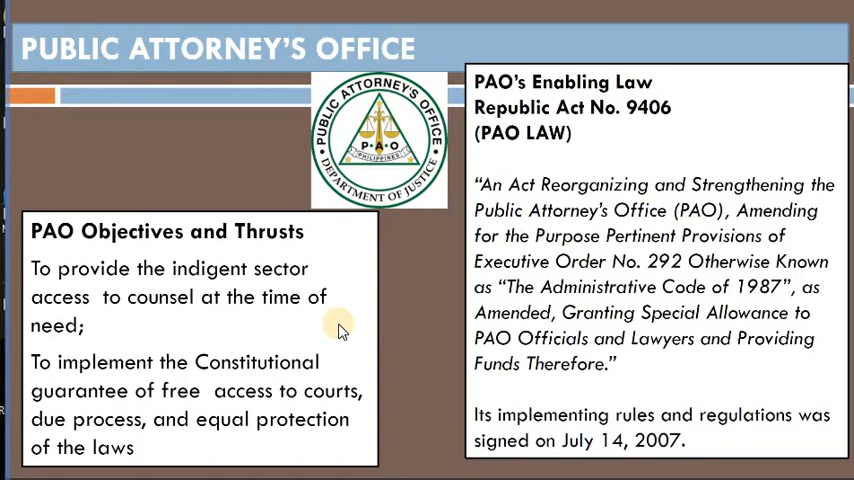 PUBLIC ATTORNEY'S OFFICE
PUBLIC ATTORNEY'S OFFICE
P•A•O
PHILIPPINES
DEPARTMENT OF JUSTICE
PAO Objectives and Thrusts
To provide the indigent sector
access to counsel at the time of
need;
To implement the Constitutional
guarantee of free access to courts,
due process, and equal protection
of the laws
PAO's Enabling Law
Republic Act No. 9406
(PAO LAW)
“An Act Reorganizing and Strengthening the
Public Attorney's Office (PAO), Amending
for the Purpose Pertinent Provisions of
Executive Order No. 292 Otherwise Known
as “The Administrative Code of 1987”, as
Amended, Granting Special Allowance to
PAO Officials and Lawyers and Providing
Funds Therefore.”
Its implementing rules and regulations was
signed on July 14, 2007.